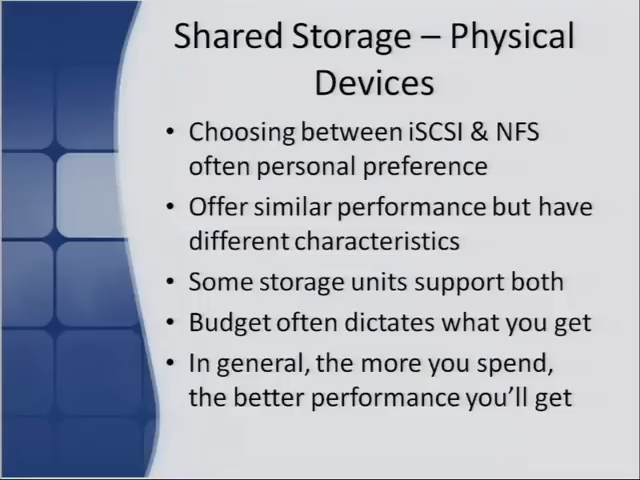 Shared Storage – Physical
Devices
• Choosing between iSCSI & NFS
often personal preference
• Offer similar performance but have
different characteristics
• Some storage units support both
• Budget often dictates what you get
• In general, the more you spend,
the better performance you’ll get